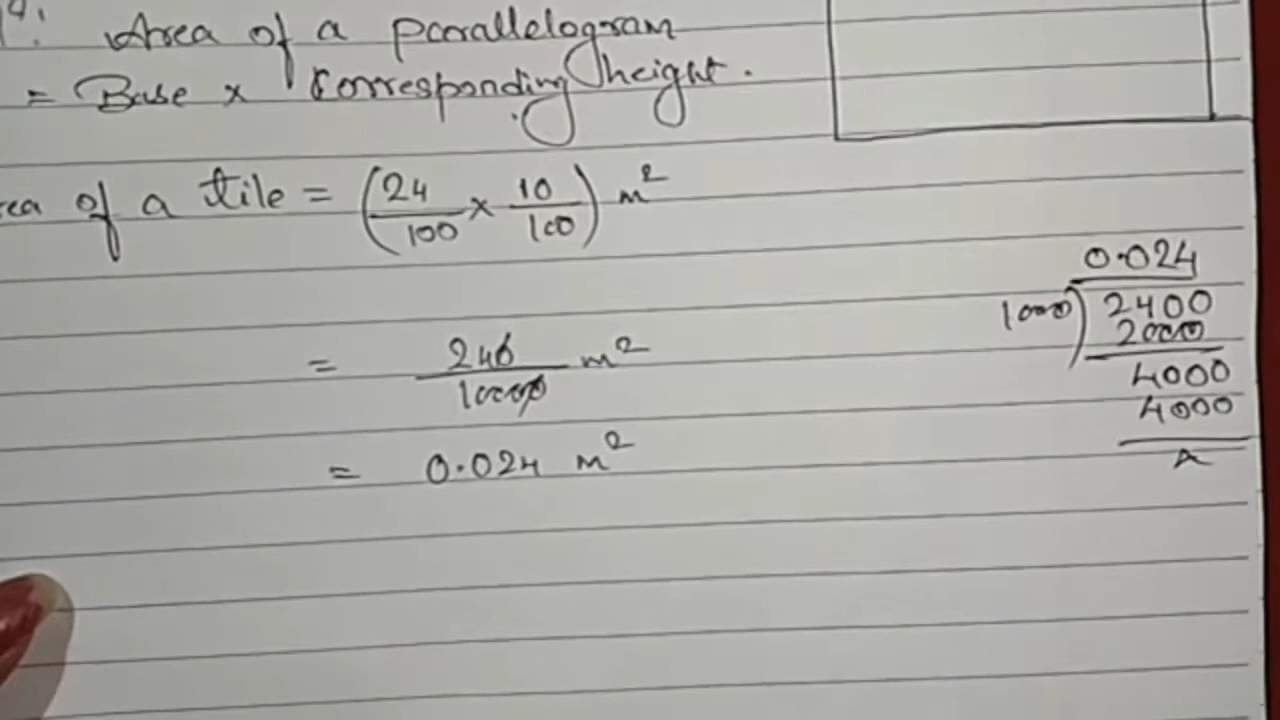 Area of a parallelogram
= Base x corresponding height.
ea of a tile = (24/100 x 10/100) m²
= 240/10000 m²
= 0.024 m²
0.024
1000)2400
2000
4000
4000
x